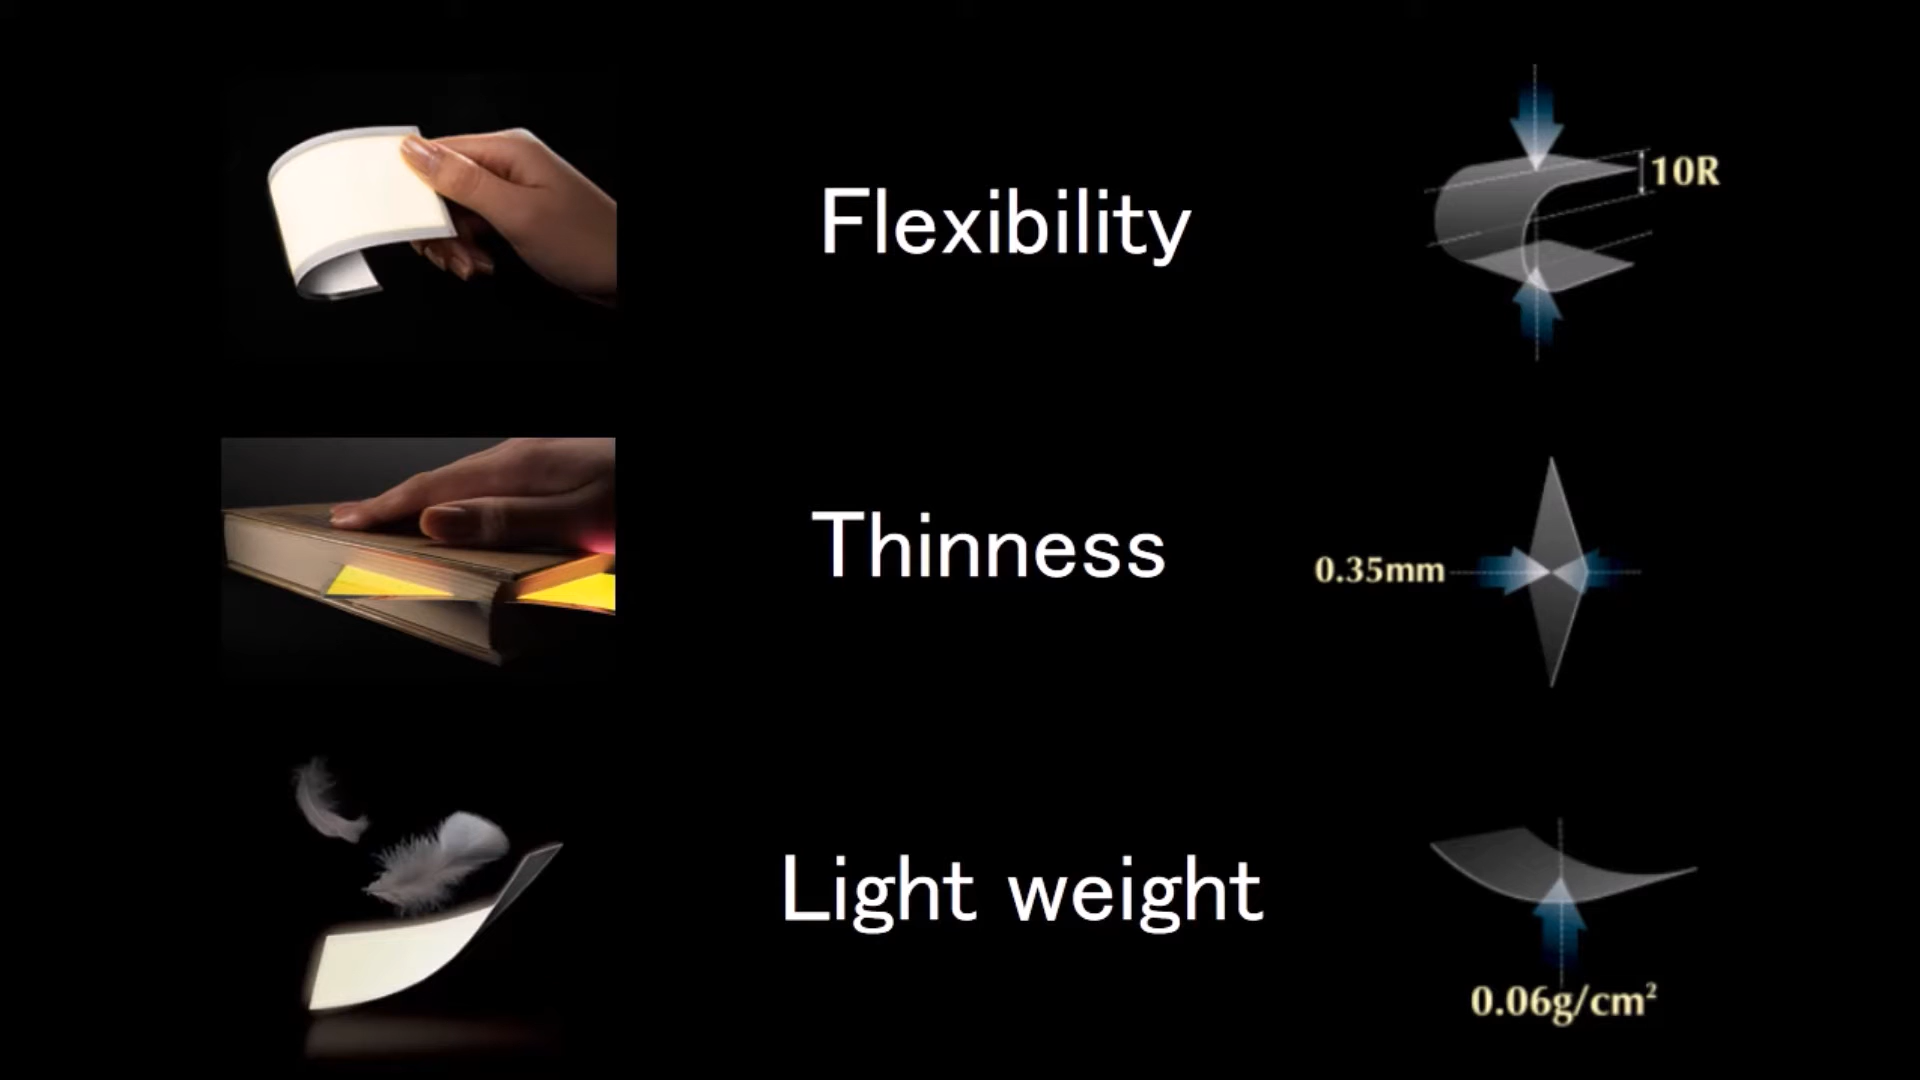 Flexibility
10R
Thinness
0.35mm
Light weight
0.06g/cm²